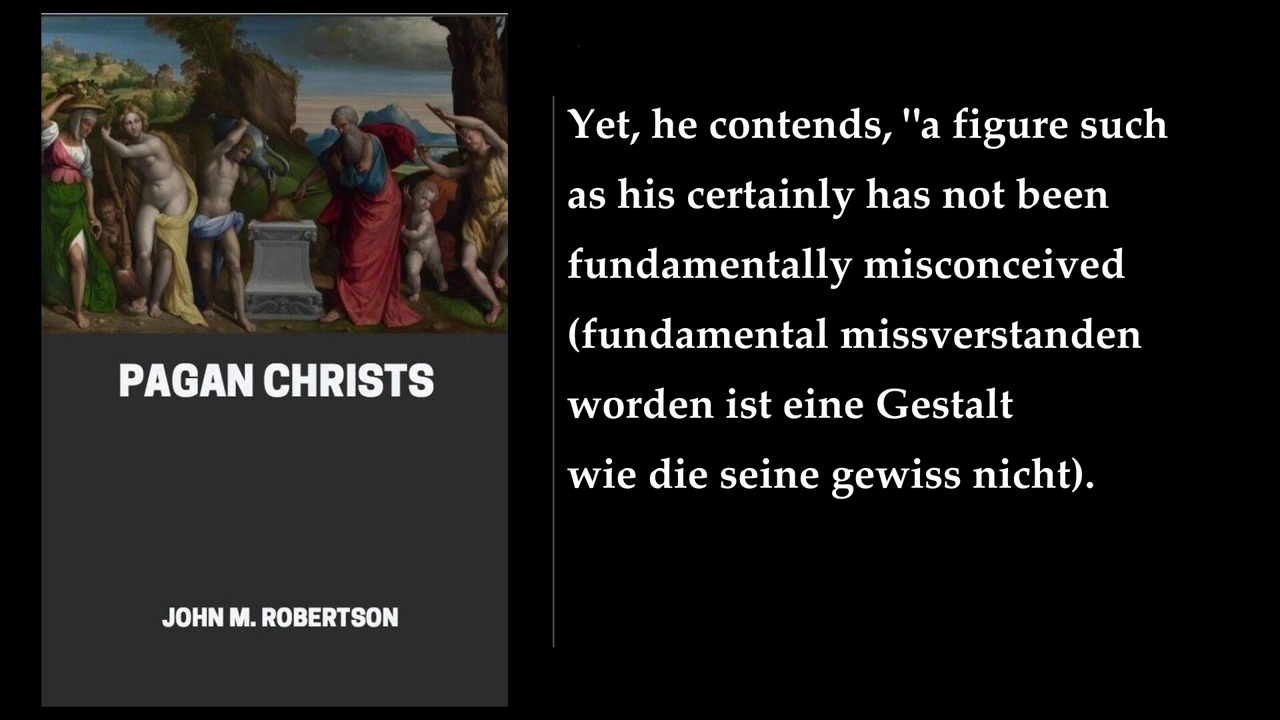 PAGAN CHRISTS
JOHN M. ROBERTSON
Yet, he contends, "a figure such
as his certainly has not been
fundamentally misconceived
(fundamental missverstanden
worden ist eine Gestalt
wie die seine gewiss nicht).